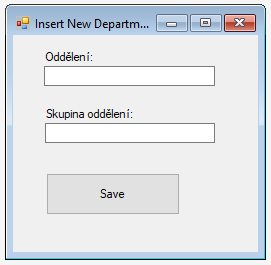 Insert New Departm...
Oddělení:
Skupina oddělení:
Save